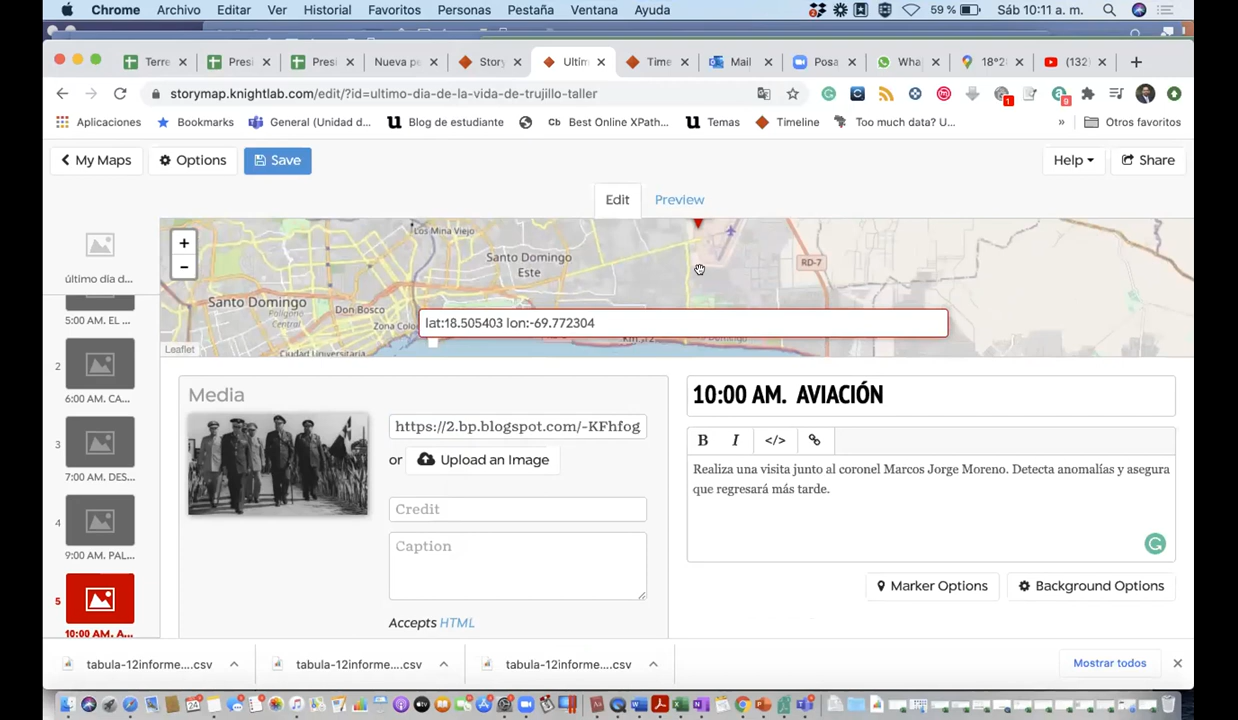 Chrome Archivo Editar Ver Historial Favoritos Personas Pestaña Ventana Ayuda 2 59 % Sáb 10:11 a. m.
Terre Presi Presi Nueva pe Story Ultim Time Mail Posa Wha 18°2 (132)
storymap.knightlab.com/edit/?id=ultimo-dia-de-la-vida-de-trujillo-taller 1 9
Aplicaciones Bookmarks General (Unidad d... Blog de estudiante Cb Best Online XPath... Temas Timeline Too much data? U... » Otros favoritos
My Maps Options Save Help Share
Edit Preview
Los Mina Viejo
Santo Domingo
Este
RD-7
Santo Domingo
Don Bosco
Polígono
Central
Zona Colo
Ciudad Universitaria
lat:18.505403 lon:-69.772304
+
−
Leaflet
último día d...
5:00 AM. EL ...
2
6:00 AM. CA...
3
7:00 AM. DES...
4
9:00 AM. PAL...
5
10:00 AM. A...
Media
https://2.bp.blogspot.com/-KFhfog
or Upload an Image
Credit
Caption
Accepts HTML
10:00 AM. AVIACIÓN
B I </>
Realiza una visita junto al coronel Marcos Jorge Moreno. Detecta anomalías y asegura
que regresará más tarde.
Marker Options Background Options
tabula-12informe....csv tabula-12informe....csv tabula-12informe....csv Mostrar todos